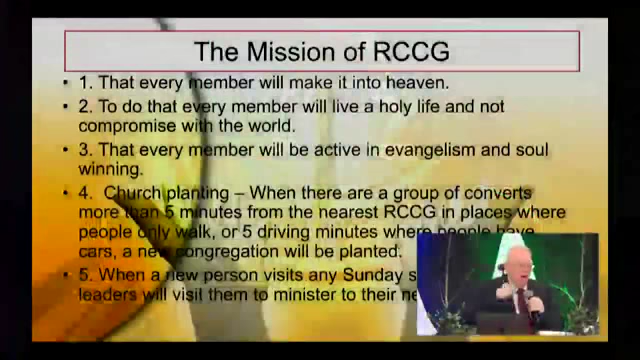 The Mission of RCCG
• 1. That every member will make it into heaven.
• 2. To do that every member will live a holy life and not
compromise with the world.
• 3. That every member will be active in evangelism and soul
winning.
• 4. Church planting – When there are a group of converts
more than 5 minutes from the nearest RCCG in places where
people only walk, or 5 driving minutes where people have
cars, a new congregation will be planted.
• 5. When a new person visits any Sunday
leaders will visit them to minister to their